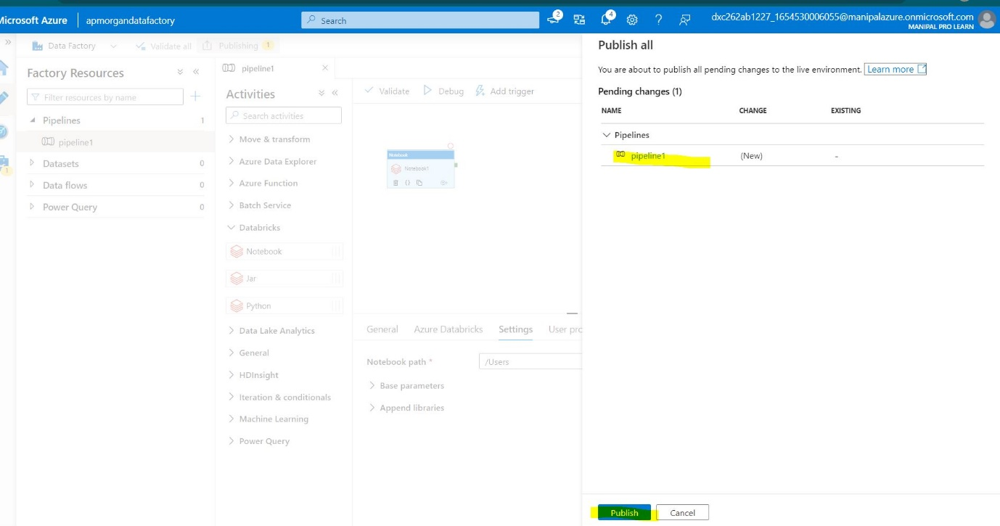 Microsoft Azure
apmorgandatafactory
Search
2
4
dxc262ab1227_1654530006055@manipalazure.onmicrosoft.com
MANIPAL PRO LEARN
Data Factory
Validate all
Publishing
1
Factory Resources
Filter resources by name
Pipelines
1
pipeline1
Datasets
0
Data flows
0
Power Query
0
1
pipeline1
Activities
Search activities
Move & transform
Azure Data Explorer
Azure Function
Batch Service
Databricks
Notebook
Jar
Python
Data Lake Analytics
General
HDInsight
Iteration & conditionals
Machine Learning
Power Query
Validate
Debug
Add trigger
Notebook
Notebook1
General
Azure Databricks
Settings
User pro
Notebook path *
/Users
Base parameters
Append libraries
Publish all
You are about to publish all pending changes to the live environment. Learn more
Pending changes (1)
NAME
CHANGE
EXISTING
Pipelines
pipeline1
(New)
-
Publish
Cancel